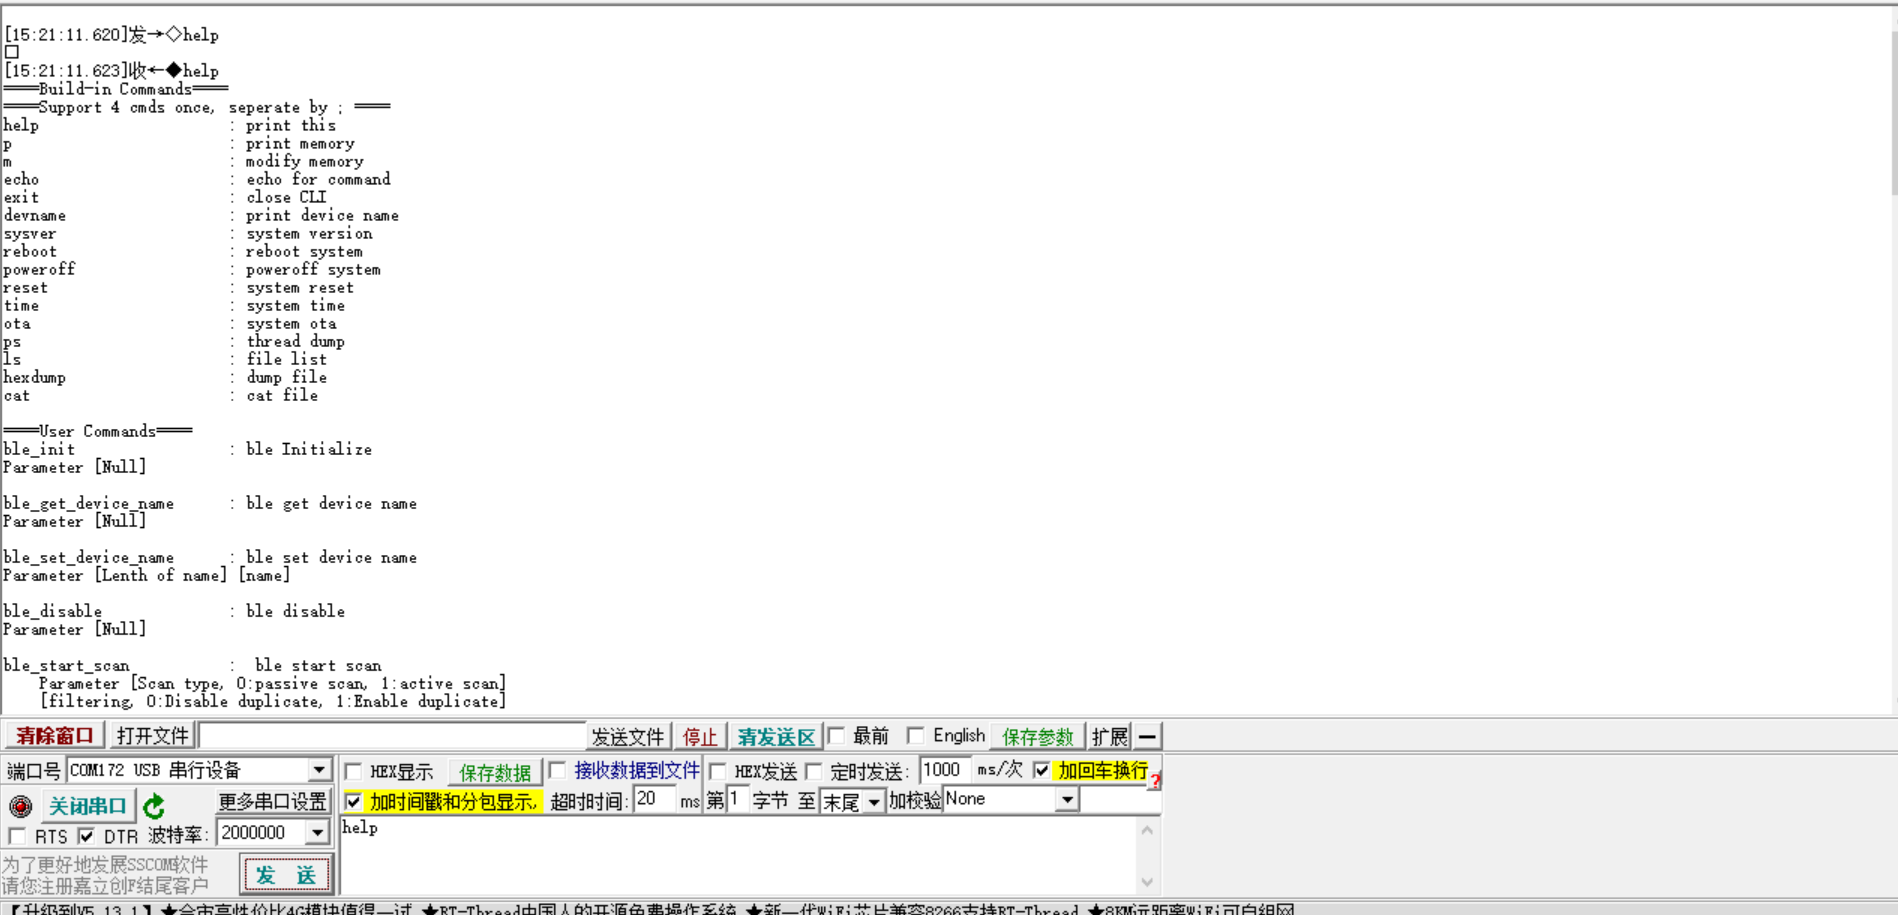 [15:21:11.620]发→◇help
□
[15:21:11.623]收←◆help
====Build-in Commands====
====Support 4 cmds once, seperate by ; ====
help : print this
p : print memory
m : modify memory
echo : echo for command
exit : close CLI
devname : print device name
sysver : system version
reboot : reboot system
poweroff : poweroff system
reset : system reset
time : system time
ota : system ota
ps : thread dump
ls : file list
hexdump : dump file
cat : cat file
====User Commands====
ble_init : ble Initialize
Parameter [Null]
ble_get_device_name : ble get device name
Parameter [Null]
ble_set_device_name : ble set device name
Parameter [Lenth of name] [name]
ble_disable : ble disable
Parameter [Null]
ble_start_scan : ble start scan
Parameter [Scan type, 0:passive scan, 1:active scan]
[filtering, 0:Disable duplicate, 1:Enable duplicate]
清除窗口 打开文件 发送文件 停止 清发送区 最前 English 保存参数 扩展 —
端口号 COM172 USB 串行设备 HEX显示 保存数据 接收数据到文件 HEX发送 定时发送: 1000 ms/次 加回车换行 ?
关闭串口 更多串口设置 加时间戳和分包显示, 超时时间: 20 ms 第 1 字节 至 末尾 加校验 None
RTS DTR 波特率: 2000000
help
为了更好地发展SSCOM软件
请您注册嘉立创F结尾客户
发 送
【升级到V5.13.1】★合宙高性价比4G模块值得一试 ★RT-Thread中国人的开源免费操作系统 ★新一代WiFi芯片兼容8266支持RT-Thread ★8KM远距离WiFi可自组网